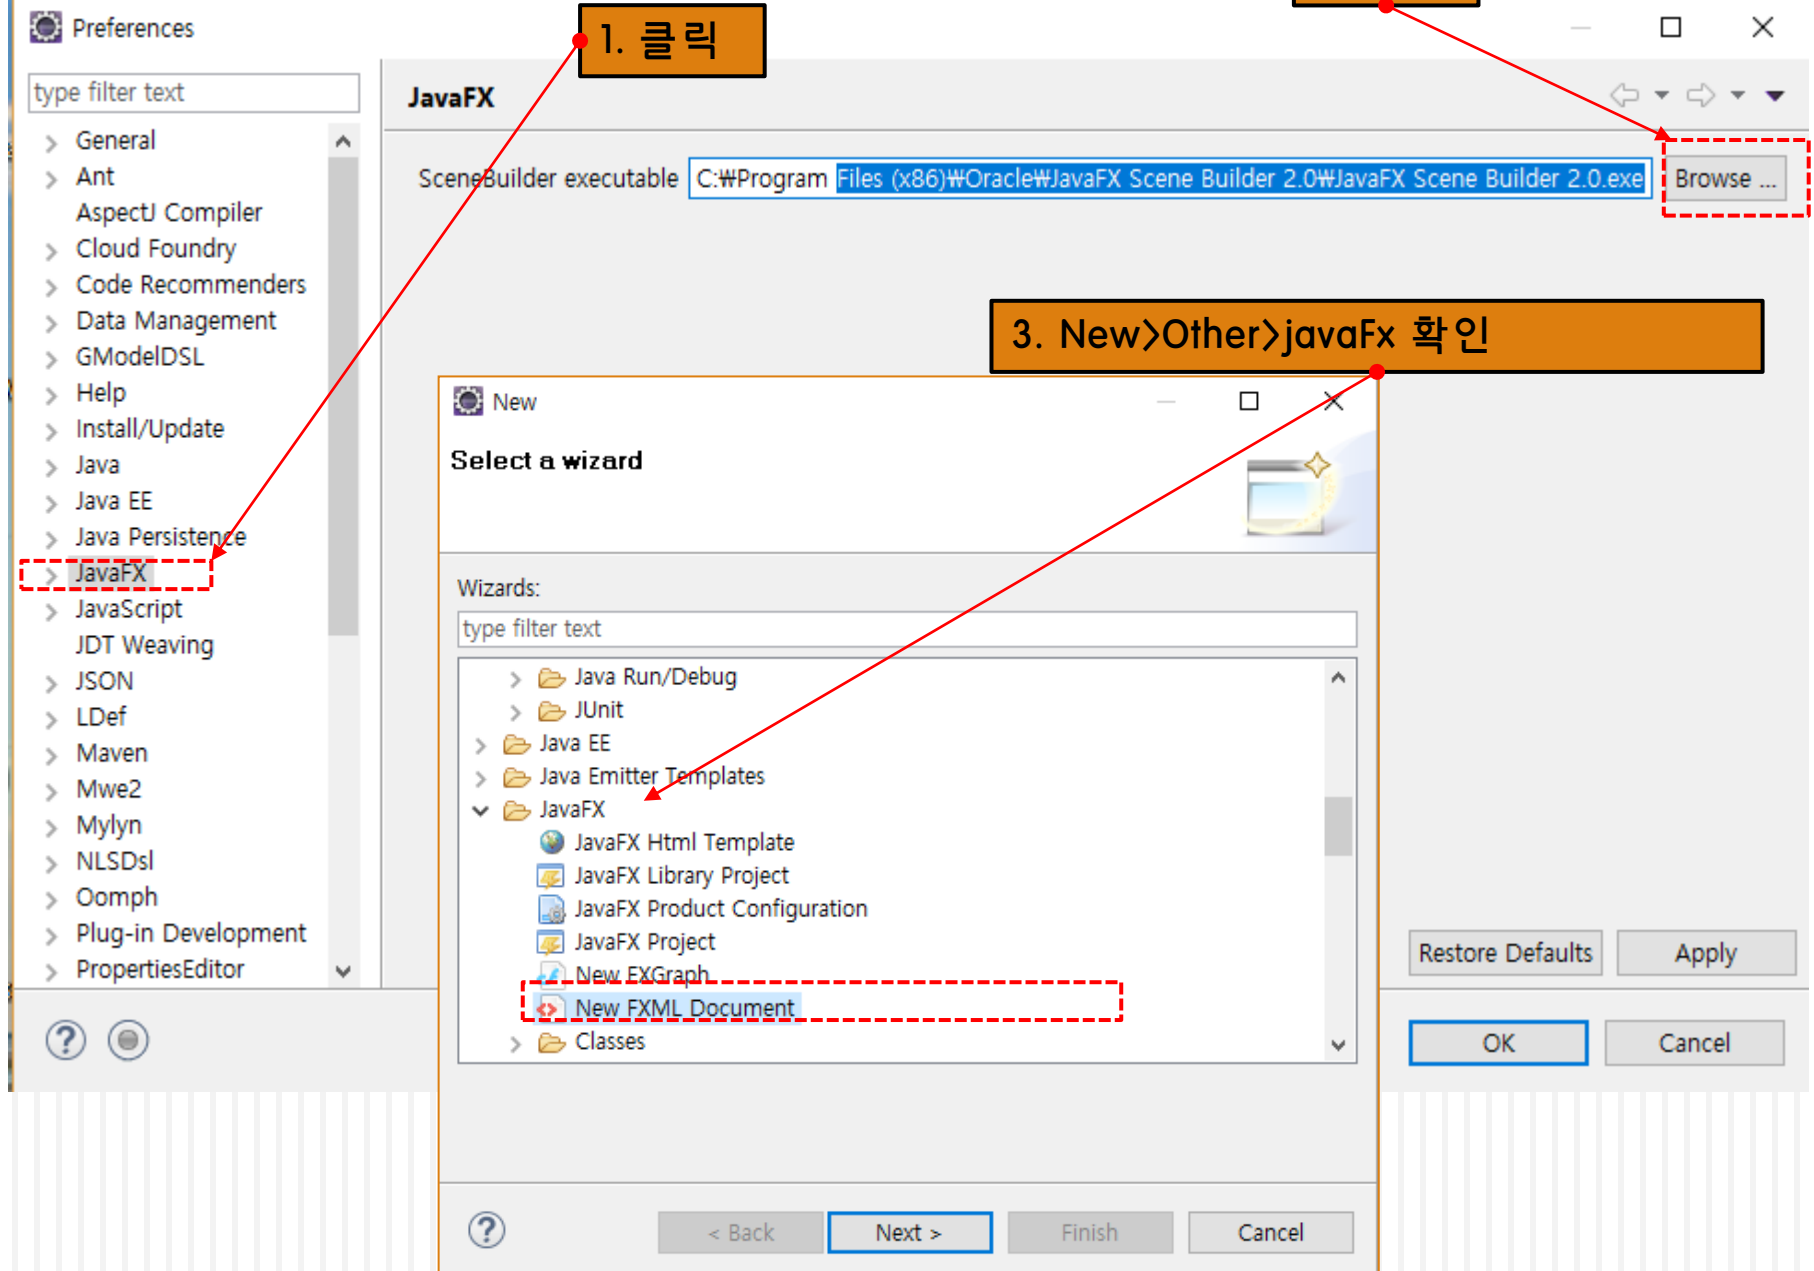 Preferences
1. 클릭
type filter text
JavaFX
General
Ant
AspectJ Compiler
Cloud Foundry
Code Recommenders
Data Management
GModelDSL
Help
Install/Update
Java
Java EE
Java Persistence
JavaFX
JavaScript
JDT Weaving
JSON
LDef
Maven
Mwe2
Mylyn
NLSDsl
Oomph
Plug-in Development
PropertiesEditor
SceneBuilder executable C:₩Program Files (x86)₩Oracle₩JavaFX Scene Builder 2.0₩JavaFX Scene Builder 2.0.exe Browse ...
3. New>Other>javaFx 확인
New
Select a wizard
Wizards:
type filter text
Java Run/Debug
JUnit
Java EE
Java Emitter Templates
JavaFX
JavaFX Html Template
JavaFX Library Project
JavaFX Product Configuration
JavaFX Project
New FXGraph
New FXML Document
Classes
< Back Next > Finish Cancel
Restore Defaults Apply
OK Cancel